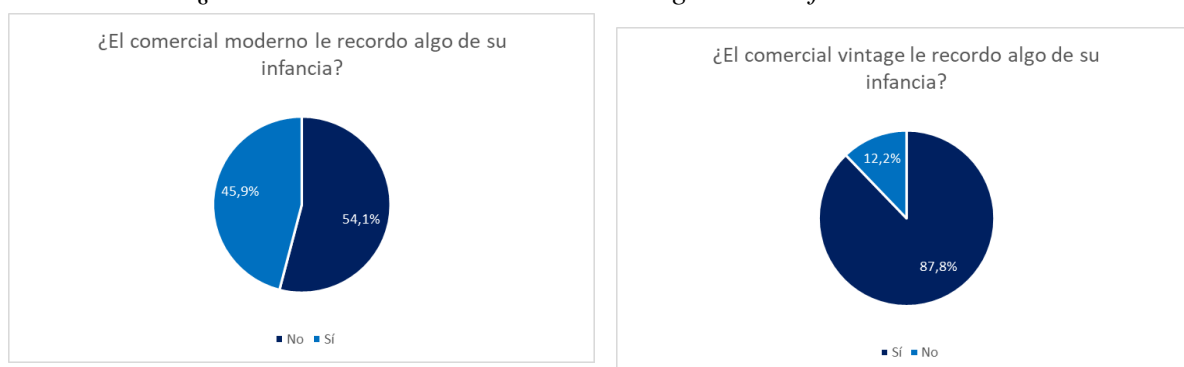 ¿El comercial moderno le recordo algo de su
infancia?
45,9%
54,1%
No Sí
¿El comercial vintage le recordo algo de su
infancia?
12,2%
87,8%
Sí No